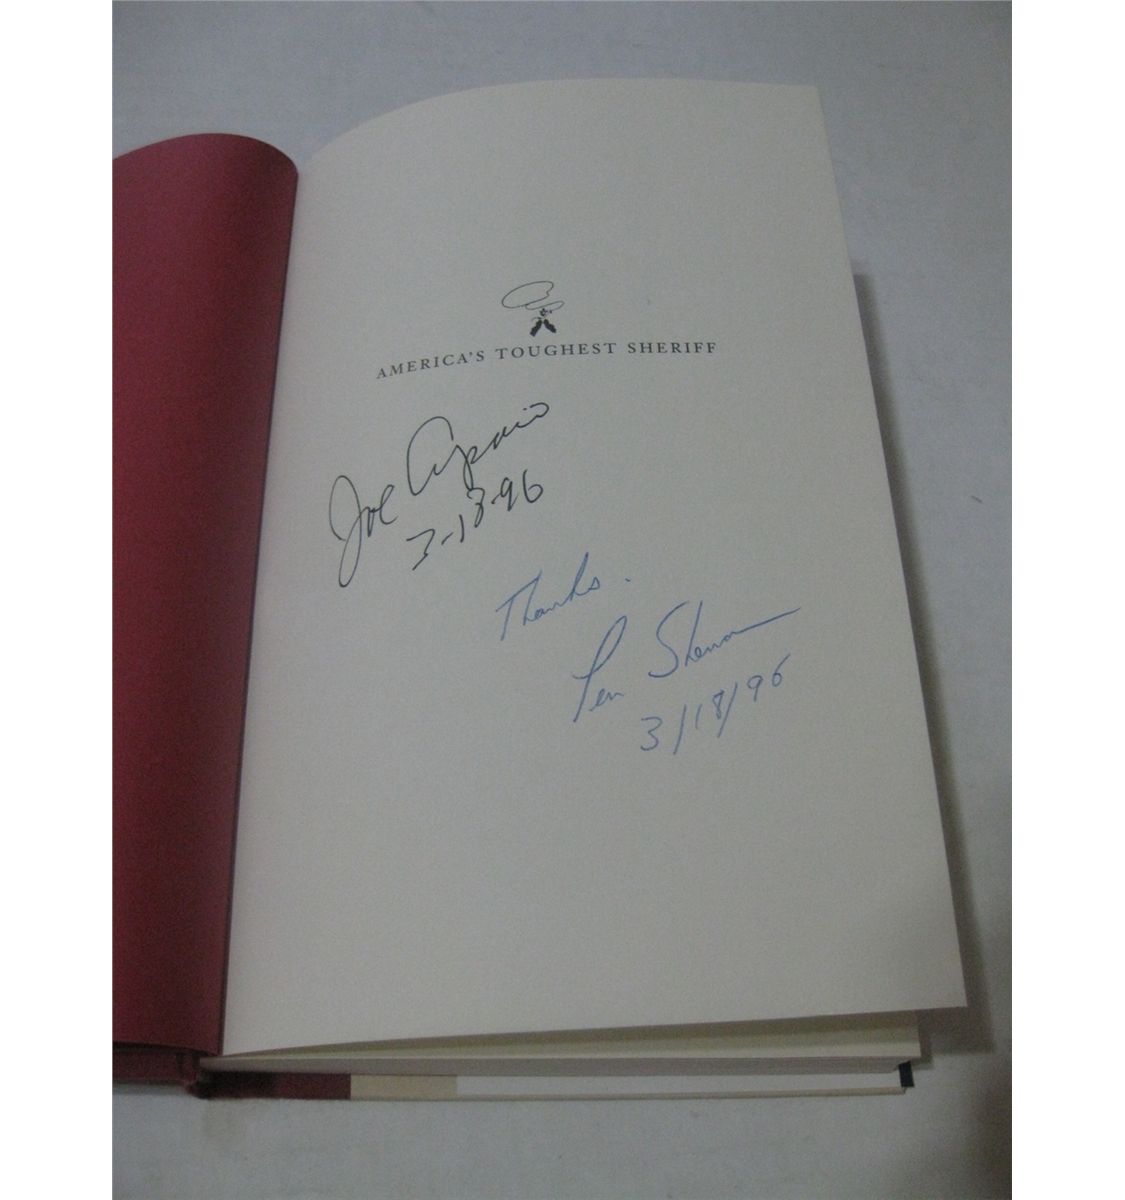 AMERICA'S TOUGHEST SHERIFF
Joe Arpaio
3-18-96
Thanks.
Len Sherman
3/18/96